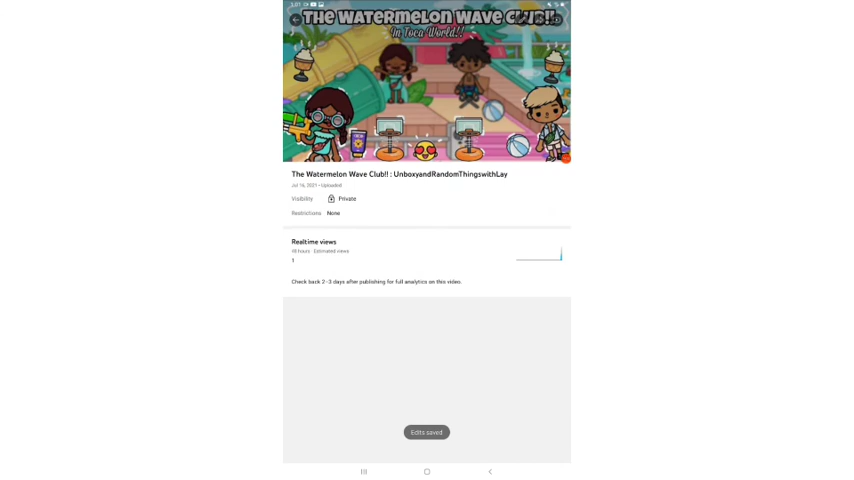 THE WATERMELON WAVE CLUB!!
In Toca World!!
The Watermelon Wave Club!! : UnboxyandRandomThingswithLay
Jul 16, 2021 • Uploaded
Visibility Private
Restrictions None
Realtime views
48 hours · Estimated views
1
Check back 2-3 days after publishing for full analytics on this video.
Edits saved